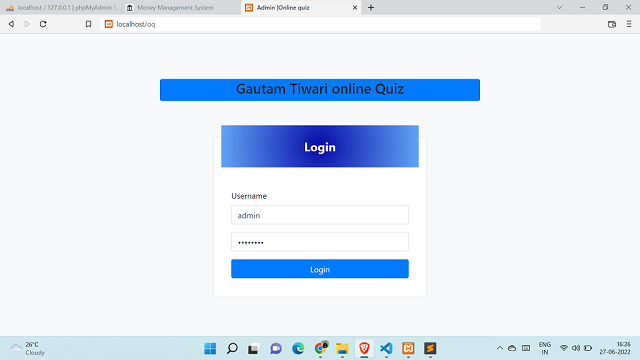 localhost / 127.0.0.1 | phpMyAdmin 5
Money Management System
Admin |Online quiz
localhost/oq
Gautam Tiwari online Quiz
Login
Username
admin
••••••••
Login
26°C
Cloudy
ENG
IN
16:26
27-06-2022